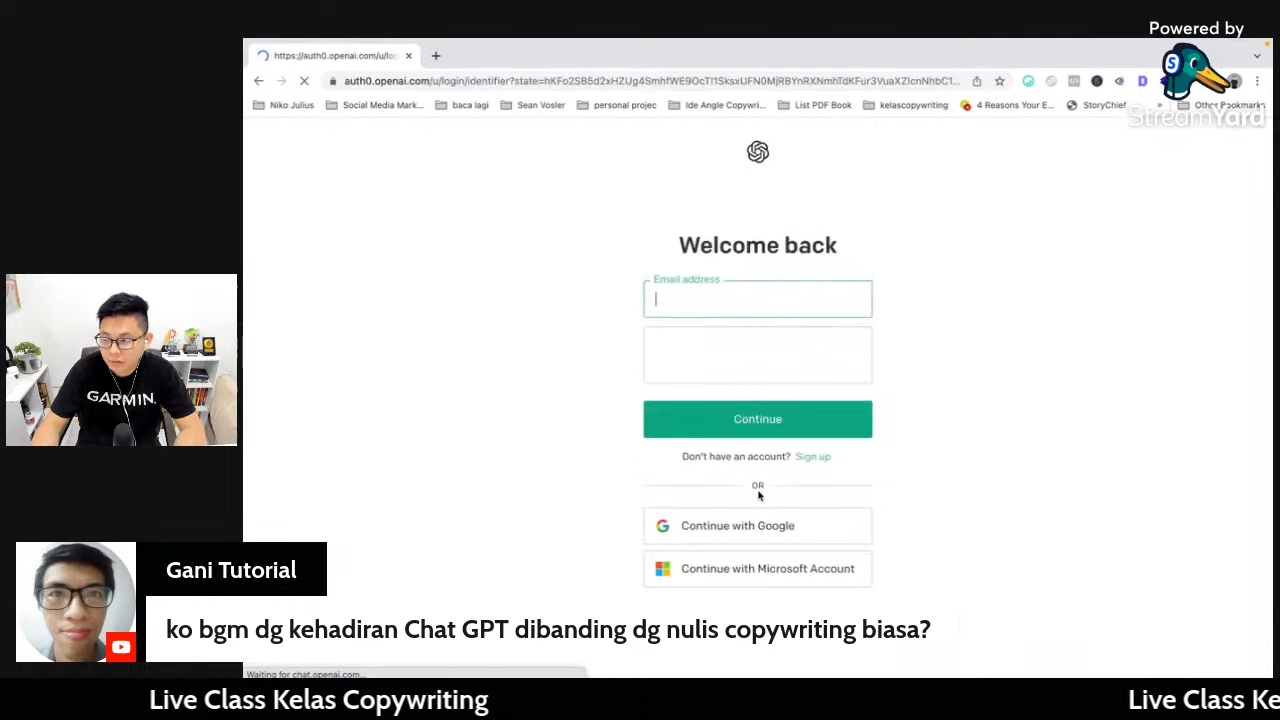 Powered by
StreamYard
https://auth0.openai.com/u/lo
auth0.openai.com/u/login/identifier?state=hKFo2SB5d2xHZUg4SmhfWE9OcTl1SksxUFN0MjRBYnRXNmhTdKFur3VuaXZlcnNhbC1...
Niko Julius
Social Media Mark...
baca lagi
Sean Vosler
personal projec
Ide Angle Copywri...
List PDF Book
kelascopywriting
4 Reasons Your E...
StoryChief
»
Other Bookmarks
Welcome back
Email address
Continue
Don't have an account? Sign up
OR
Continue with Google
Continue with Microsoft Account
GARMIN.
Gani Tutorial
ko bgm dg kehadiran Chat GPT dibanding dg nulis copywriting biasa?
Waiting for chat.openai.com...
Live Class Kelas Copywriting
Live Class Ke